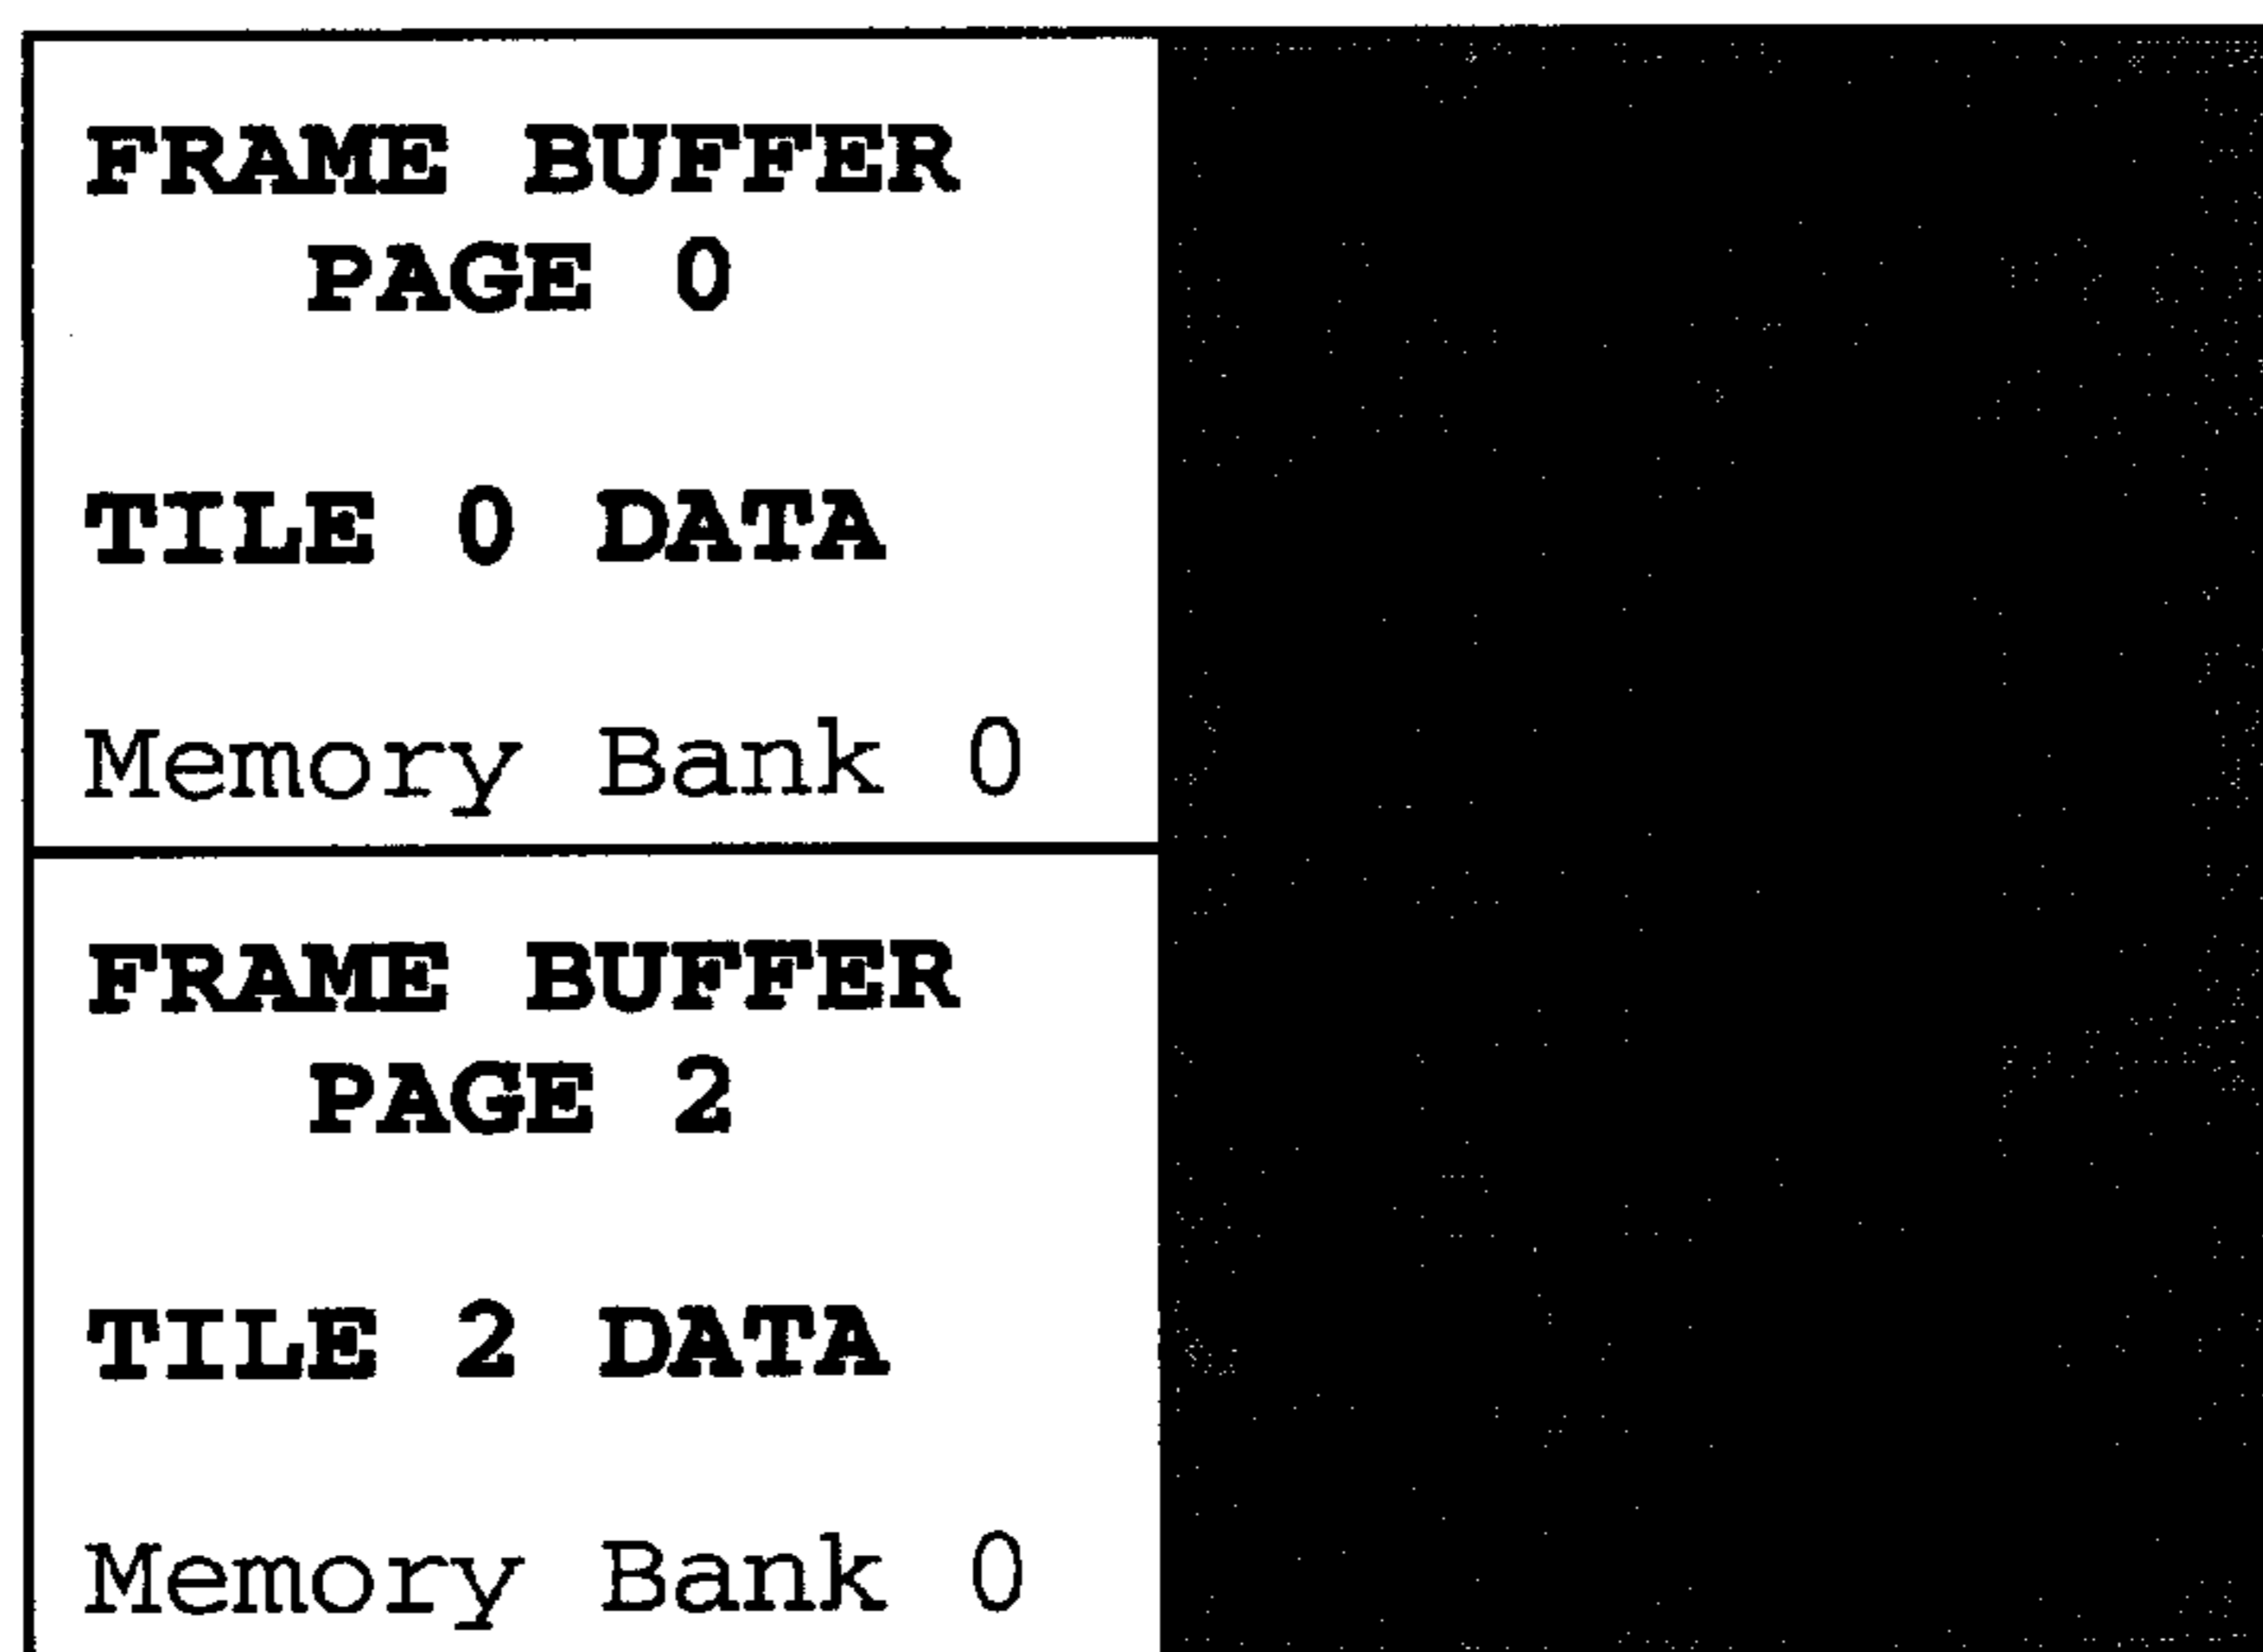 FRAME BUFFER
PAGE 0
TILE 0 DATA
Memory Bank 0
FRAME BUFFER
PAGE 2
TILE 2 DATA
Memory Bank 0